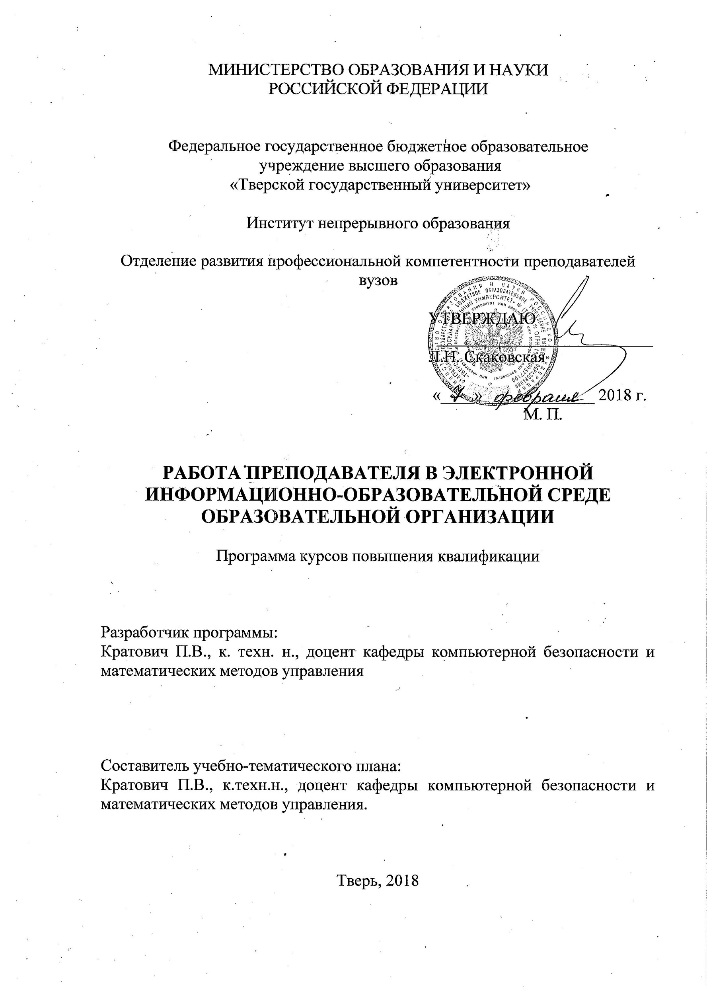 МИНИСТЕРСТВО ОБРАЗОВАНИЯ И НАУКИ
РОССИЙСКОЙ ФЕДЕРАЦИИ
Федеральное государственное бюджетное образовательное
учреждение высшего образования
«Тверской государственный университет»
Институт непрерывного образования
Отделение развития профессиональной компетентности преподавателей
вузов
УТВЕРЖДАЮ
Л.Н. Скаковская
« 7 » февраля 2018 г.
М. П.
РАБОТА ПРЕПОДАВАТЕЛЯ В ЭЛЕКТРОННОЙ
ИНФОРМАЦИОННО-ОБРАЗОВАТЕЛЬНОЙ СРЕДЕ
ОБРАЗОВАТЕЛЬНОЙ ОРГАНИЗАЦИИ
Программа курсов повышения квалификации
Разработчик программы:
Кратович П.В., к. техн. н., доцент кафедры компьютерной безопасности и
математических методов управления
Составитель учебно-тематического плана:
Кратович П.В., к.техн.н., доцент кафедры компьютерной безопасности и
математических методов управления.
Тверь, 2018